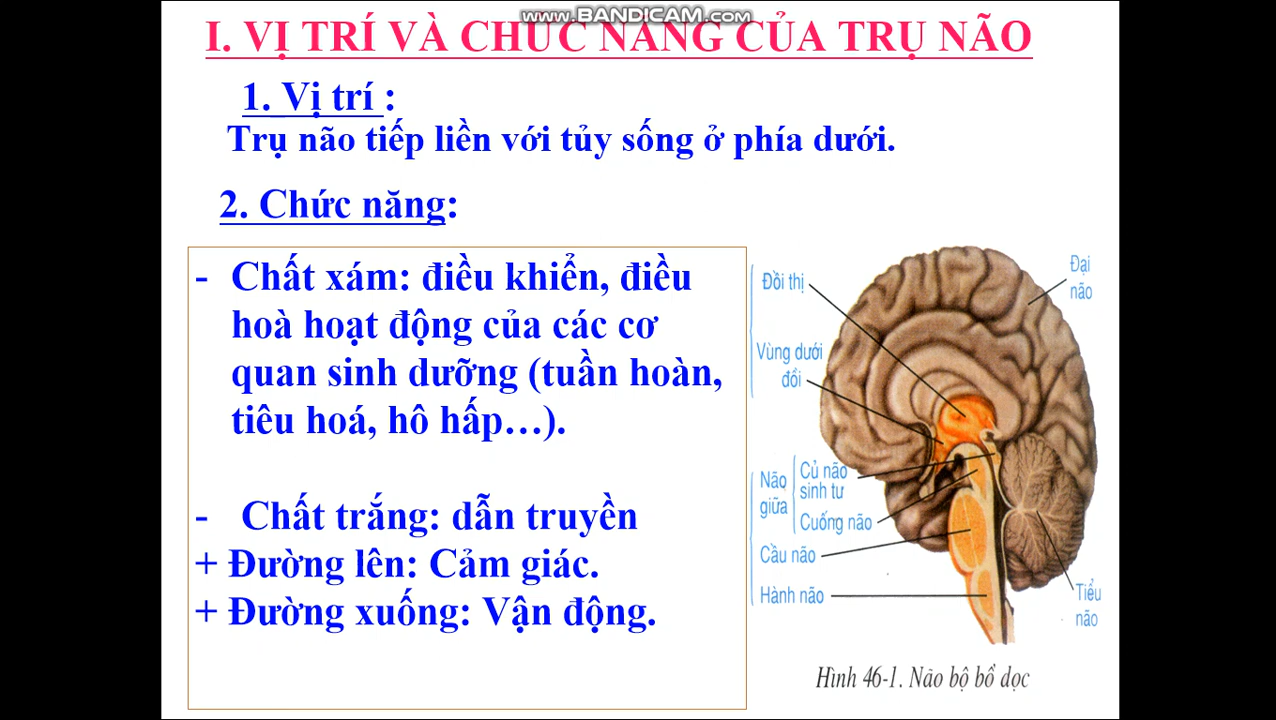 www.BANDICAM.com
I. VỊ TRÍ VÀ CHỨC NĂNG CỦA TRỤ NÃO
1. Vị trí :
Trụ não tiếp liền với tủy sống ở phía dưới.
2. Chức năng:
- Chất xám: điều khiển, điều
hoà hoạt động của các cơ
quan sinh dưỡng (tuần hoàn,
tiêu hoá, hô hấp…).
- Chất trắng: dẫn truyền
+ Đường lên: Cảm giác.
+ Đường xuống: Vận động.
Đồi thị
Đại
não
Vùng dưới
đồi
Não
giữa
Củ não
sinh tư
Cuống não
Cầu não
Hành não
Tiểu
não
Hình 46-1. Não bộ bổ dọc